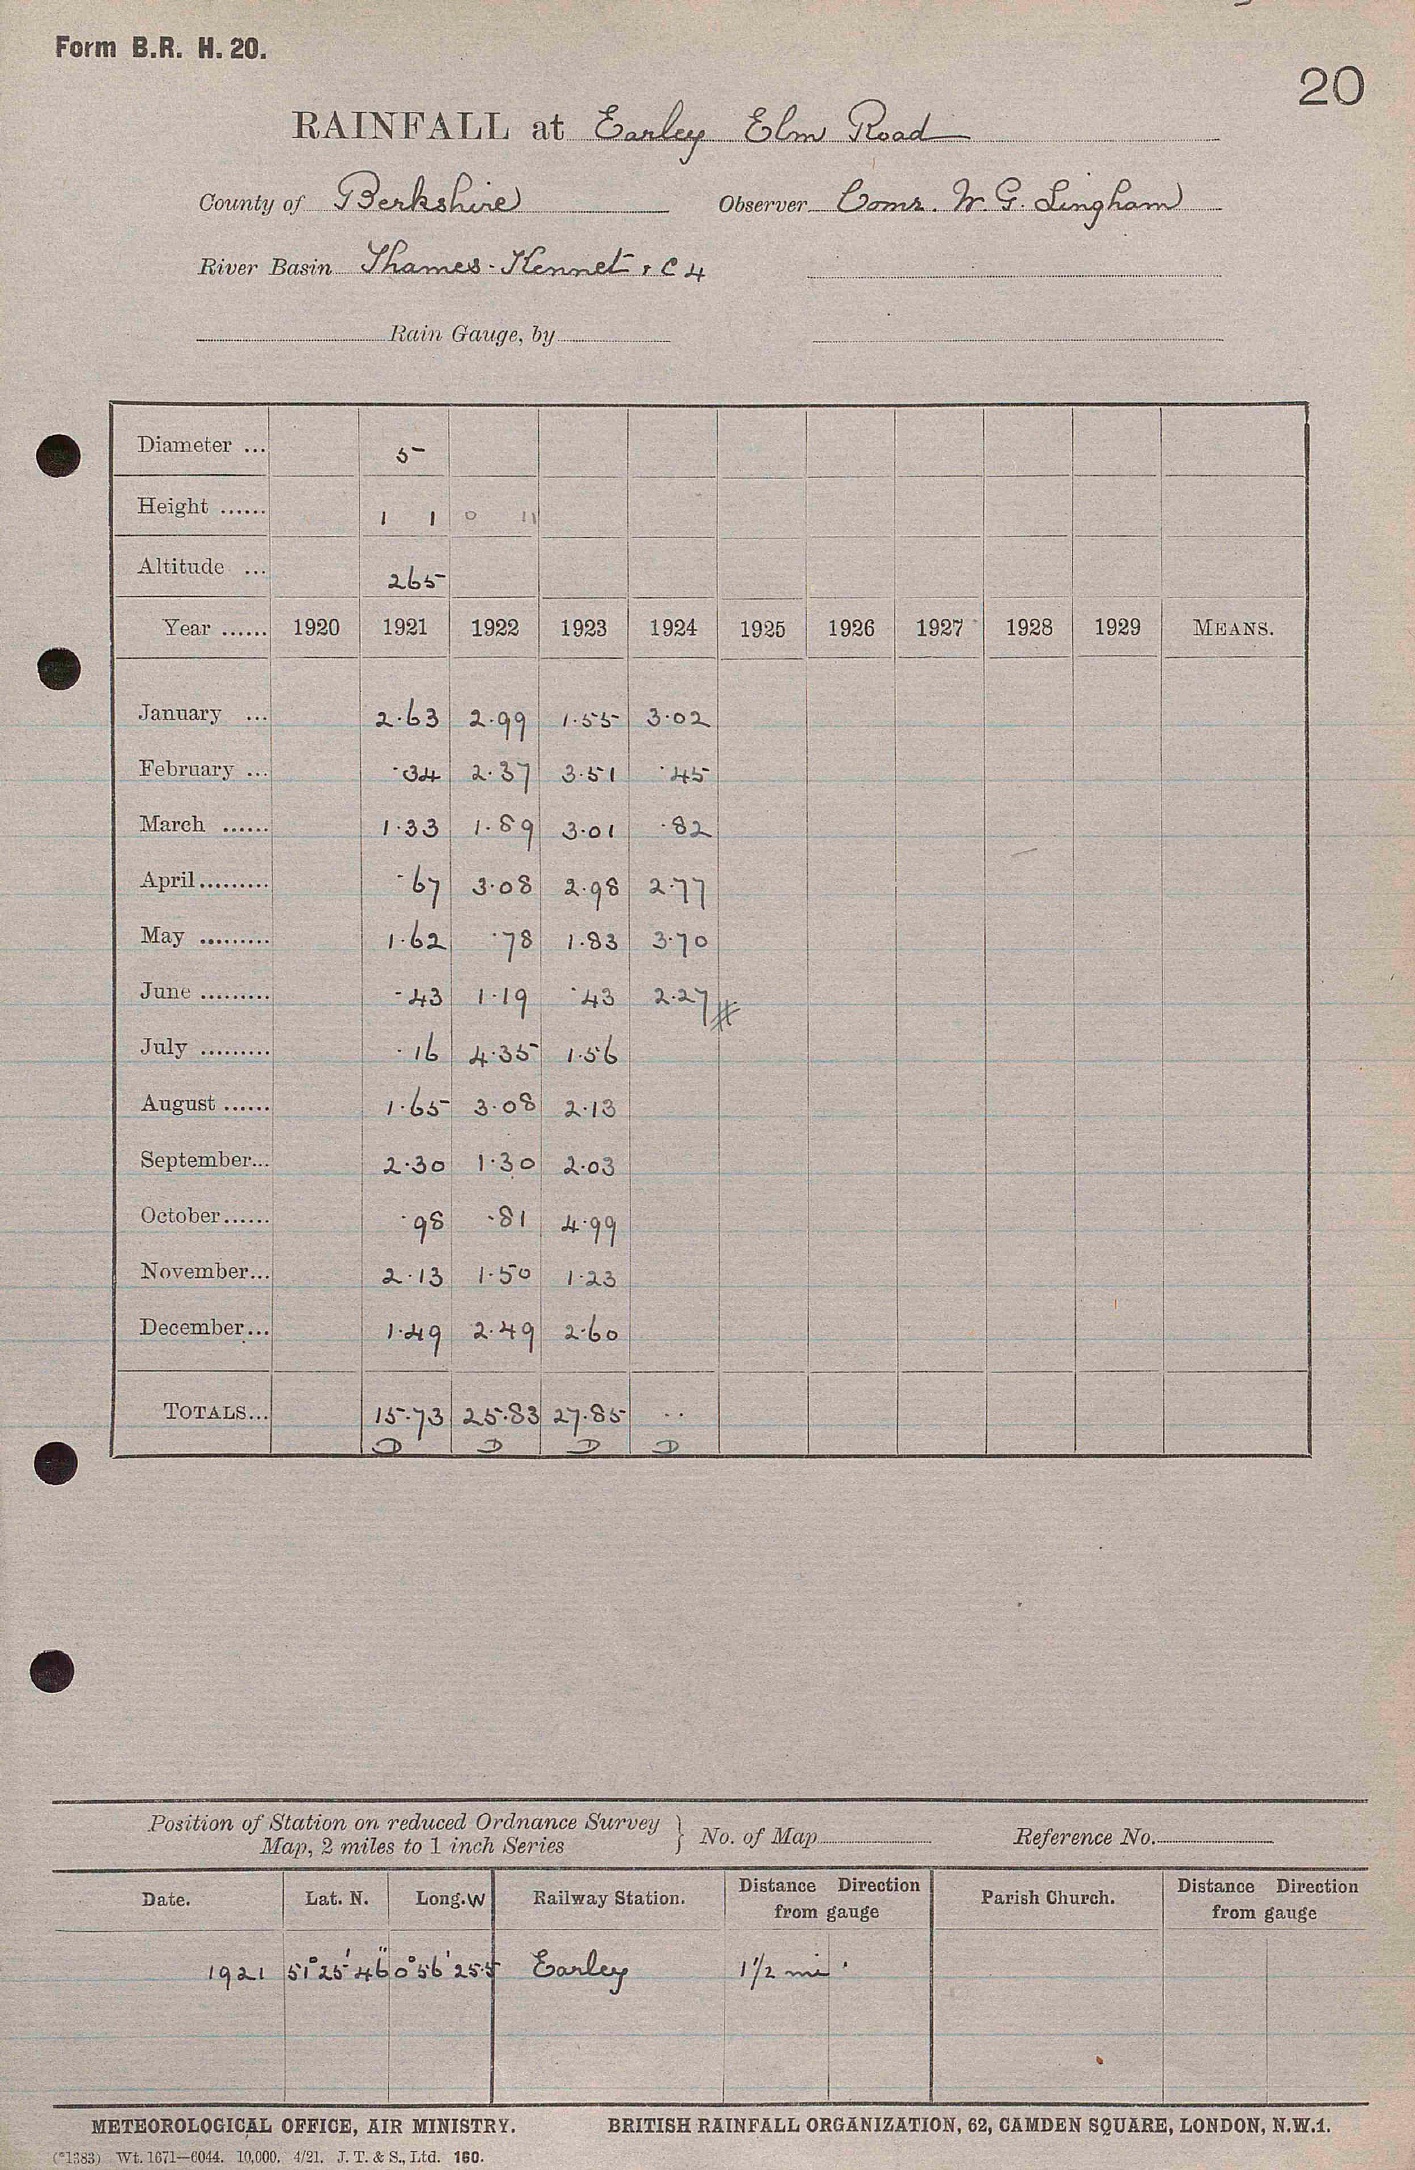 Form B.R. H. 20.
20
RAINFALL at Earley Elm Road
County of Berkshire Observer Comr. W. G. Lingham
River Basin Thames - Kennet & C 4
Rain Gauge, by
Diameter ... 5
Height ...... 1 1 0 11
Altitude ... 265
Year ...... 1920 1921 1922 1923 1924 1925 1926 1927 1928 1929 MEANS.
January ... 2.63 2.99 1.55 3.02
February ... .34 2.37 3.51 .45
March ...... 1.33 1.89 3.01 .82
April......... .67 3.08 2.98 2.77
May ......... 1.62 .78 1.83 3.70
June ......... .43 1.19 .43 2.27 #
July ......... .16 4.35 1.56
August ...... 1.65 3.08 2.13
September... 2.30 1.30 2.03
October...... .98 .81 4.99
November... 2.13 1.50 1.23
December... 1.49 2.49 2.60
TOTALS... 15.73 25.83 27.85 ..
D D D D
Position of Station on reduced Ordnance Survey
Map, 2 miles to 1 inch Series } No. of Map Reference No.
Date. Lat. N. Long. W Railway Station. Distance Direction from gauge Parish Church. Distance Direction from gauge
1921 51° 25' 46" 0° 56' 25.5 Earley 1 1/2 mi
METEOROLOGICAL OFFICE, AIR MINISTRY. BRITISH RAINFALL ORGANIZATION, 62, CAMDEN SQUARE, LONDON, N.W.1.
(*1383) Wt. 1671—6044. 10,000. 4/21. J. T. & S., Ltd. 160.